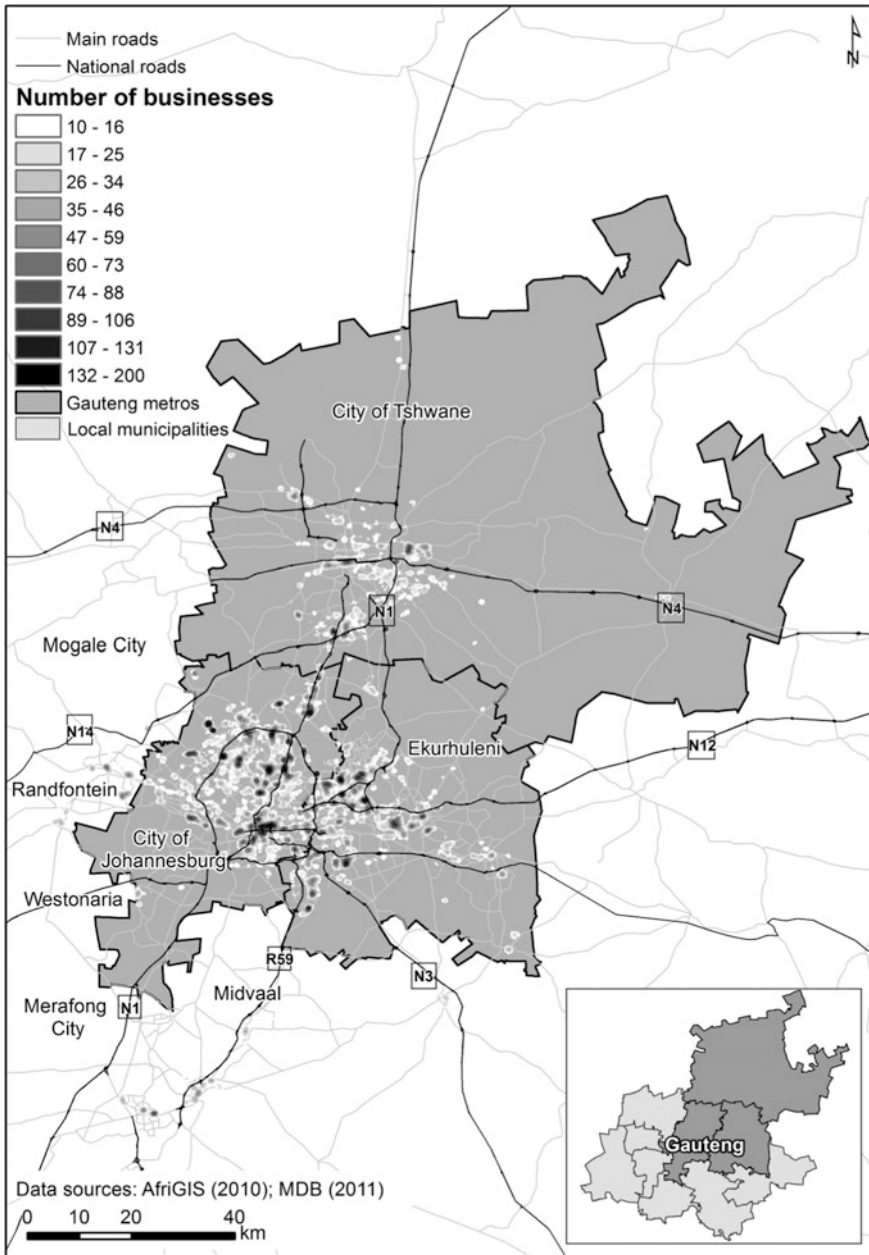 Main roads
National roads
N
Number of businesses
10 - 16
17 - 25
26 - 34
35 - 46
47 - 59
60 - 73
74 - 88
89 - 106
107 - 131
132 - 200
Gauteng metros
Local municipalities
City of Tshwane
N4
N1
N4
Mogale City
N14
Ekurhuleni
N12
Randfontein
City of
Johannesburg
Westonaria
R59
N3
Midvaal
Merafong
City
N1
Gauteng
Data sources: AfriGIS (2010); MDB (2011)
0 10 20 40
km